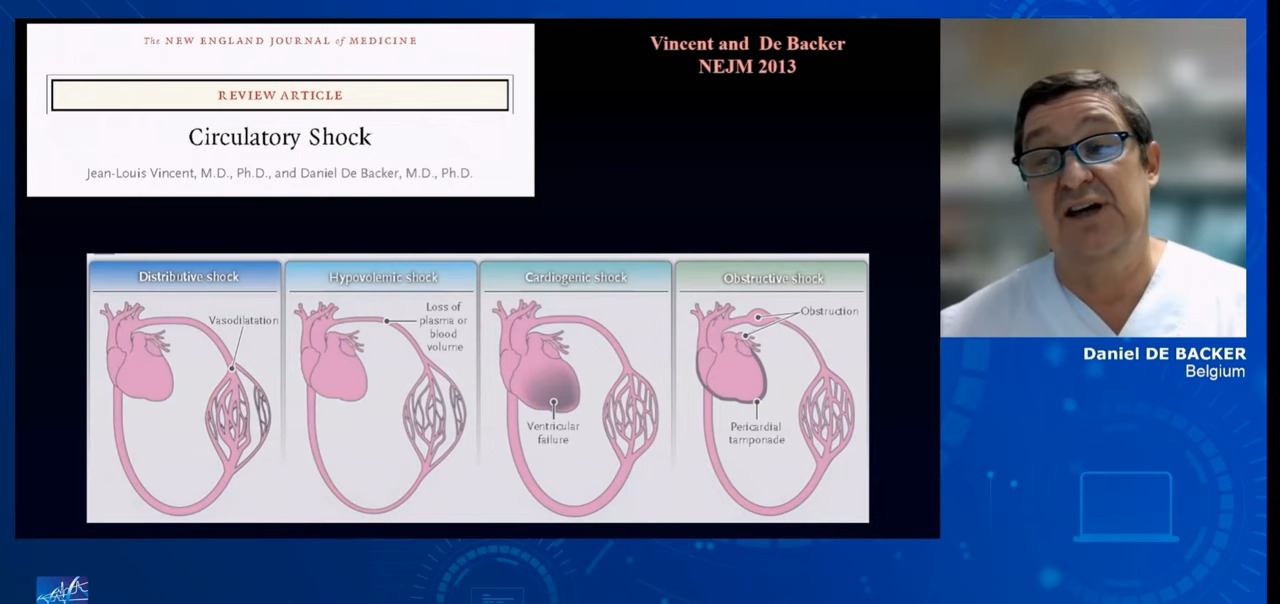 The NEW ENGLAND JOURNAL of MEDICINE
REVIEW ARTICLE
Circulatory Shock
Jean-Louis Vincent, M.D., Ph.D., and Daniel De Backer, M.D., Ph.D.
Vincent and De Backer
NEJM 2013
Distributive shock
Vasodilatation
Hypovolemic shock
Loss of
plasma or
blood
volume
Cardiogenic shock
Ventricular
failure
Obstructive shock
Obstruction
Pericardial
tamponade
Daniel DE BACKER
Belgium